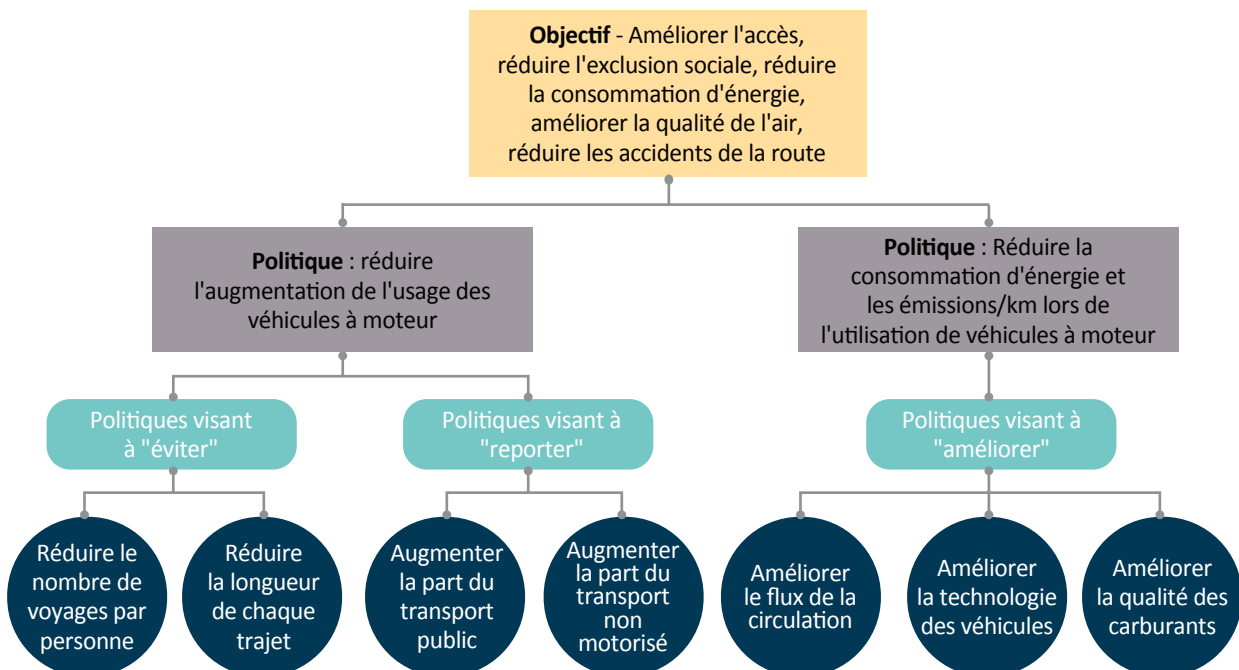 Objectif - Améliorer l'accès,
réduire l'exclusion sociale, réduire
la consommation d'énergie,
améliorer la qualité de l'air,
réduire les accidents de la route
Politique : réduire
l'augmentation de l'usage des
véhicules à moteur
Politique : Réduire la
consommation d'énergie et
les émissions/km lors de
l'utilisation de véhicules à moteur
Politiques visant
à "éviter"
Politiques visant à
"reporter"
Politiques visant à
"améliorer"
Réduire le
nombre de
voyages par
personne
Réduire
la longueur
de chaque
trajet
Augmenter
la part du
transport
public
Augmenter
la part du
transport
non
motorisé
Améliorer
le flux de la
circulation
Améliorer
la technologie
des véhicules
Améliorer
la qualité des
carburants